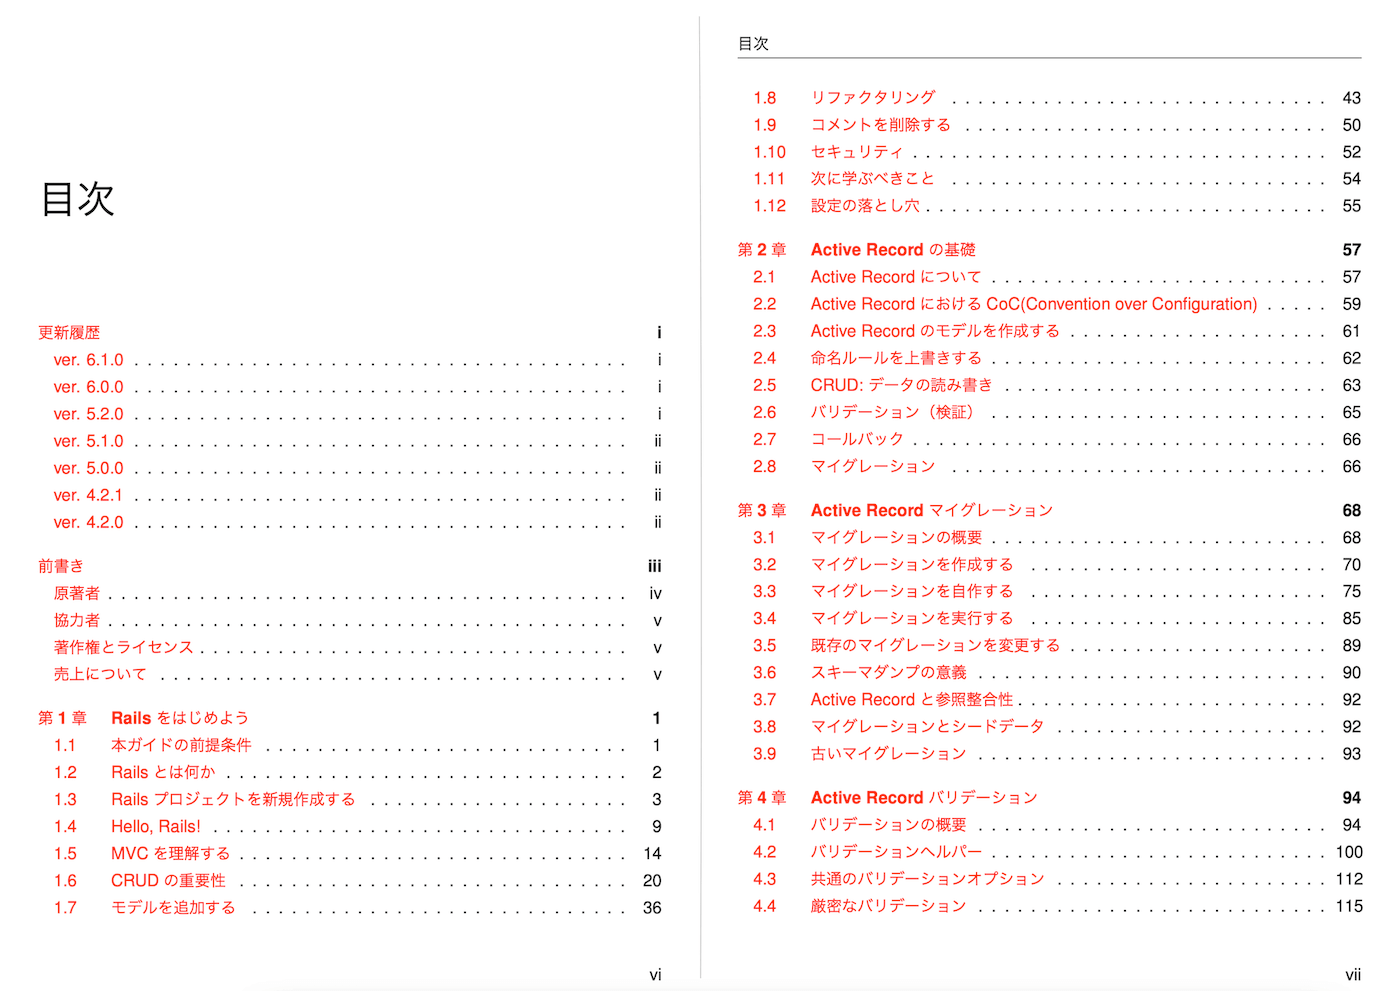 目次
更新履歴 i
ver. 6.1.0 . . . . . . . . . . . . . . . . . . . . i
ver. 6.0.0 . . . . . . . . . . . . . . . . . . . . i
ver. 5.2.0 . . . . . . . . . . . . . . . . . . . . i
ver. 5.1.0 . . . . . . . . . . . . . . . . . . . . ii
ver. 5.0.0 . . . . . . . . . . . . . . . . . . . . ii
ver. 4.2.1 . . . . . . . . . . . . . . . . . . . . ii
ver. 4.2.0 . . . . . . . . . . . . . . . . . . . . ii
前書き iii
原著者 . . . . . . . . . . . . . . . . . . . . iv
協力者 . . . . . . . . . . . . . . . . . . . . v
著作権とライセンス . . . . . . . . . . . . . . . . . . . . v
売上について . . . . . . . . . . . . . . . . . . . . v
第 1 章 Rails をはじめよう 1
1.1 本ガイドの前提条件 . . . . . . . . . . . . . . . . . . . . 1
1.2 Rails とは何か . . . . . . . . . . . . . . . . . . . . 2
1.3 Rails プロジェクトを新規作成する . . . . . . . . . . . . . . . . . . . . 3
1.4 Hello, Rails! . . . . . . . . . . . . . . . . . . . . 9
1.5 MVC を理解する . . . . . . . . . . . . . . . . . . . . 14
1.6 CRUD の重要性 . . . . . . . . . . . . . . . . . . . . 20
1.7 モデルを追加する . . . . . . . . . . . . . . . . . . . . 36
vi
目次
1.8 リファクタリング . . . . . . . . . . . . . . . . . . . . 43
1.9 コメントを削除する . . . . . . . . . . . . . . . . . . . . 50
1.10 セキュリティ . . . . . . . . . . . . . . . . . . . . 52
1.11 次に学ぶべきこと . . . . . . . . . . . . . . . . . . . . 54
1.12 設定の落とし穴 . . . . . . . . . . . . . . . . . . . . 55
第 2 章 Active Record の基礎 57
2.1 Active Record について . . . . . . . . . . . . . . . . . . . . 57
2.2 Active Record における CoC(Convention over Configuration) . . . . . 59
2.3 Active Record のモデルを作成する . . . . . . . . . . . . . . . . . . . . 61
2.4 命名ルールを上書きする . . . . . . . . . . . . . . . . . . . . 62
2.5 CRUD: データの読み書き . . . . . . . . . . . . . . . . . . . . 63
2.6 バリデーション（検証） . . . . . . . . . . . . . . . . . . . . 65
2.7 コールバック . . . . . . . . . . . . . . . . . . . . 66
2.8 マイグレーション . . . . . . . . . . . . . . . . . . . . 66
第 3 章 Active Record マイグレーション 68
3.1 マイグレーションの概要 . . . . . . . . . . . . . . . . . . . . 68
3.2 マイグレーションを作成する . . . . . . . . . . . . . . . . . . . . 70
3.3 マイグレーションを自作する . . . . . . . . . . . . . . . . . . . . 75
3.4 マイグレーションを実行する . . . . . . . . . . . . . . . . . . . . 85
3.5 既存のマイグレーションを変更する . . . . . . . . . . . . . . . . . . . . 89
3.6 スキーマダンプの意義 . . . . . . . . . . . . . . . . . . . . 90
3.7 Active Record と参照整合性 . . . . . . . . . . . . . . . . . . . . 92
3.8 マイグレーションとシードデータ . . . . . . . . . . . . . . . . . . . . 92
3.9 古いマイグレーション . . . . . . . . . . . . . . . . . . . . 93
第 4 章 Active Record バリデーション 94
4.1 バリデーションの概要 . . . . . . . . . . . . . . . . . . . . 94
4.2 バリデーションヘルパー . . . . . . . . . . . . . . . . . . . . 100
4.3 共通のバリデーションオプション . . . . . . . . . . . . . . . . . . . . 112
4.4 厳密なバリデーション . . . . . . . . . . . . . . . . . . . . 115
vii